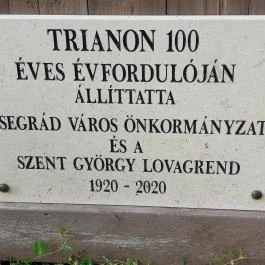 TRIANON 100
ÉVES ÉVFORDULÓJÁN
ÁLLÍTTATTA
SEGRÁD VÁROS ÖNKORMÁNYZAT
ÉS A
SZENT GYÖRGY LOVAGREND
1920 - 2020